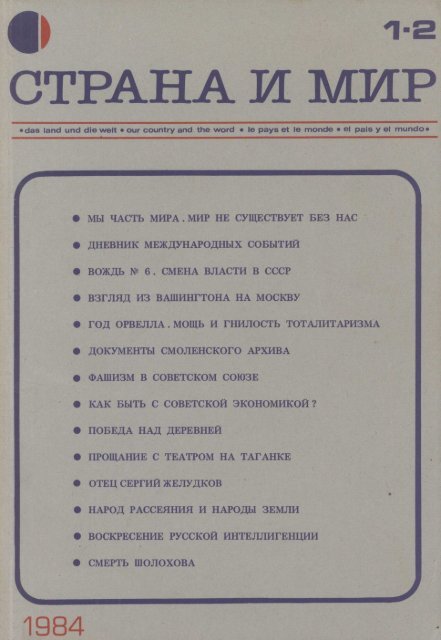 1·2
СТРАНА И МИР
•das land und die welt • our country and the word • le pays et le monde • el pais y el mundo•
● МЫ ЧАСТЬ МИРА. МИР НЕ СУЩЕСТВУЕТ БЕЗ НАС
● ДНЕВНИК МЕЖДУНАРОДНЫХ СОБЫТИЙ
● ВОЖДЬ № 6. СМЕНА ВЛАСТИ В СССР
● ВЗГЛЯД ИЗ ВАШИНГТОНА НА МОСКВУ
● ГОД ОРВЕЛЛА. МОЩЬ И ГНИЛОСТЬ ТОТАЛИТАРИЗМА
● ДОКУМЕНТЫ СМОЛЕНСКОГО АРХИВА
● ФАШИЗМ В СОВЕТСКОМ СОЮЗЕ
● КАК БЫТЬ С СОВЕТСКОЙ ЭКОНОМИКОЙ?
● ПОБЕДА НАД ДЕРЕВНЕЙ
● ПРОЩАНИЕ С ТЕАТРОМ НА ТАГАНКЕ
● ОТЕЦ СЕРГИЙ ЖЕЛУДКОВ
● НАРОД РАССЕЯНИЯ И НАРОДЫ ЗЕМЛИ
● ВОСКРЕСЕНИЕ РУССКОЙ ИНТЕЛЛИГЕНЦИИ
● СМЕРТЬ ШОЛОХОВА
1984